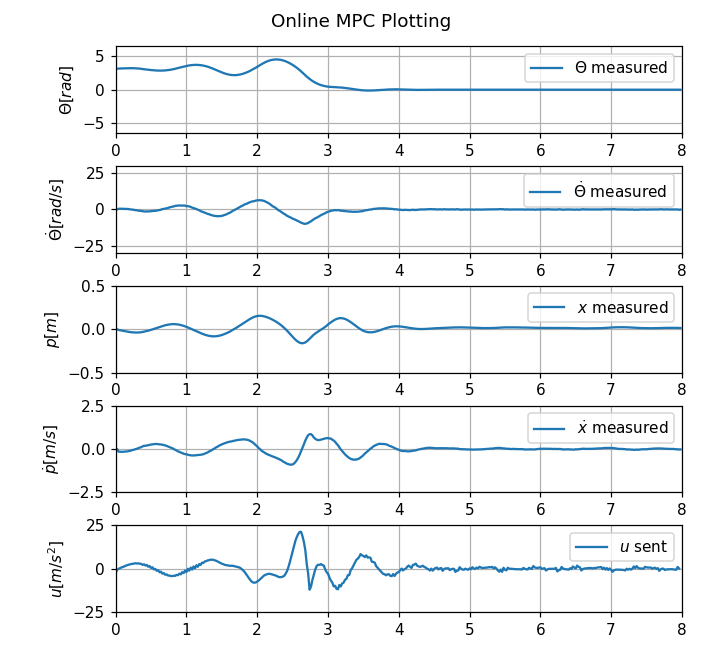 Online MPC Plotting
Θ[rad]
5
0
−5
Θ measured
0 1 2 3 4 5 6 7 8
Θ̇[rad/s]
25
0
−25
Θ̇ measured
0 1 2 3 4 5 6 7 8
p[m]
0.5
0.0
−0.5
x measured
0 1 2 3 4 5 6 7 8
ṗ[m/s]
2.5
0.0
−2.5
ẋ measured
0 1 2 3 4 5 6 7 8
u[m/s²]
25
0
−25
u sent
0 1 2 3 4 5 6 7 8